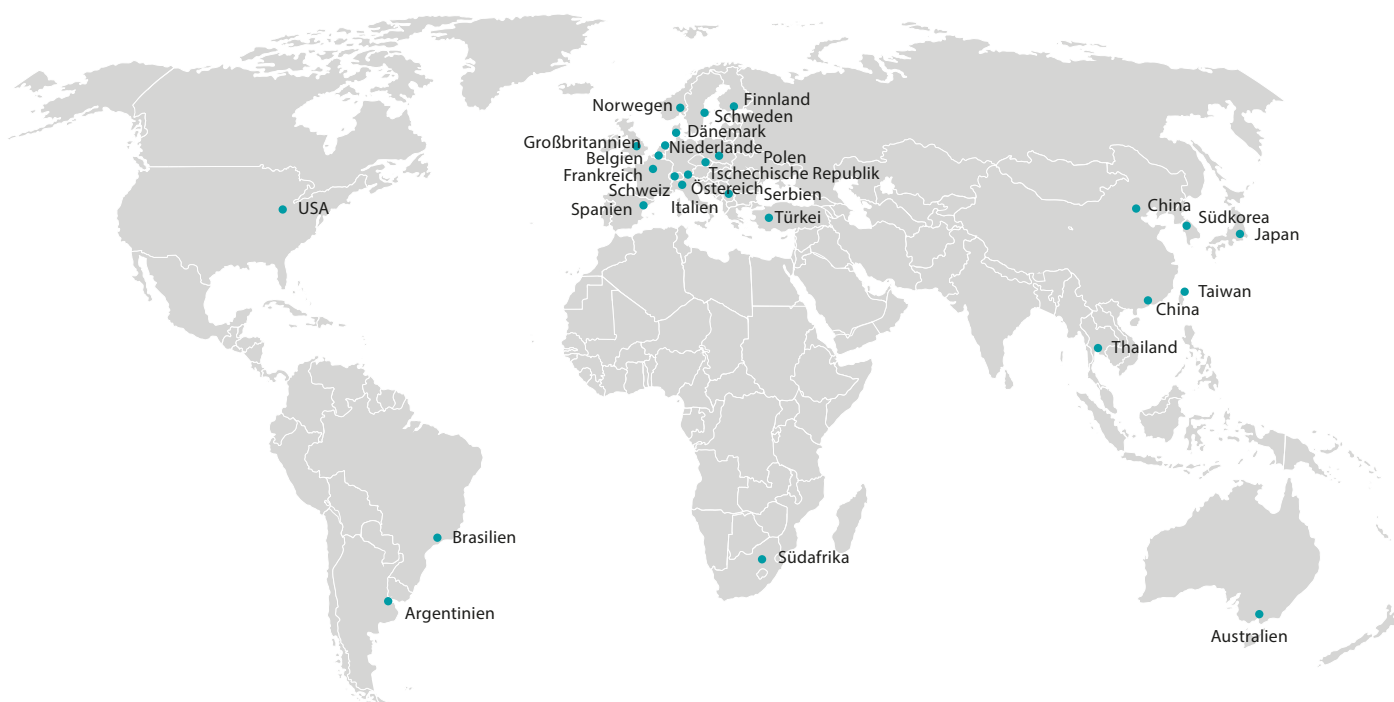 Finnland
Norwegen
Schweden
Dänemark
Großbritannien
Niederlande
Belgien
Polen
Frankreich
Tschechische Republik
Schweiz
Östereich
Serbien
Spanien
Italien
Türkei
USA
China
Südkorea
Japan
Taiwan
China
Thailand
Brasilien
Südafrika
Argentinien
Australien